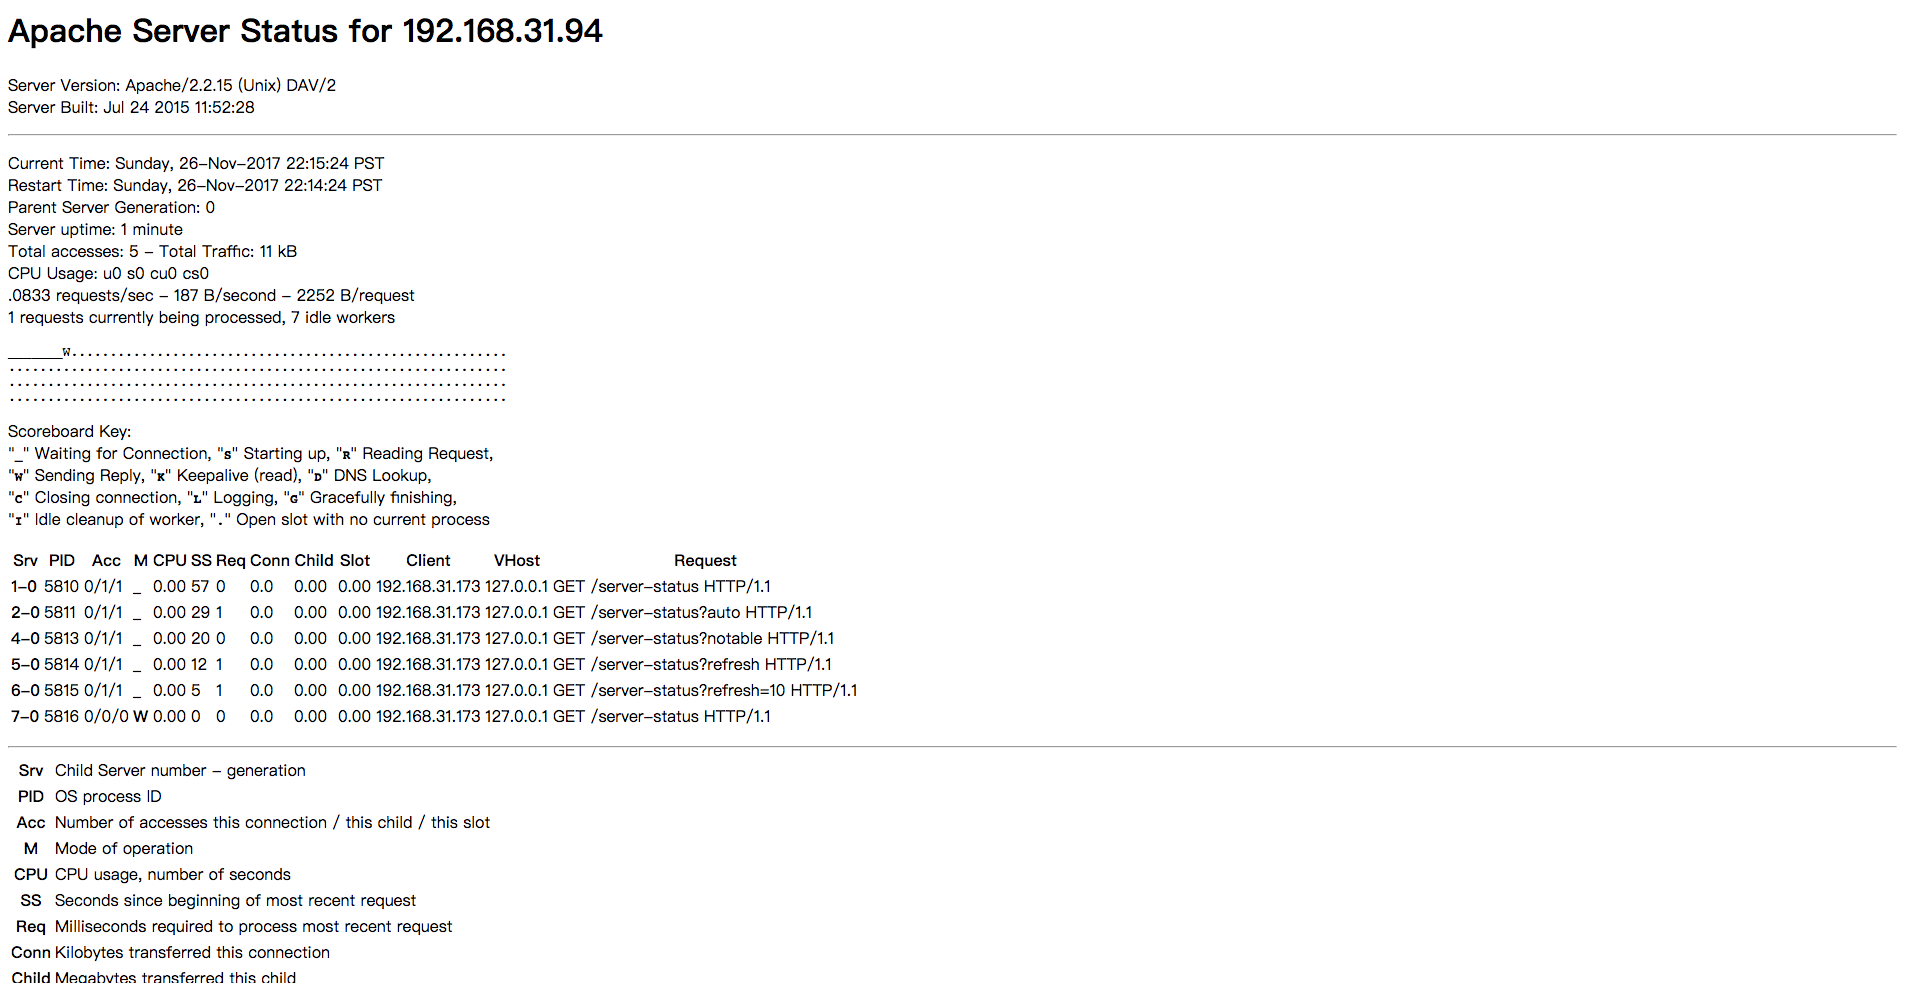 Apache Server Status for 192.168.31.94
Server Version: Apache/2.2.15 (Unix) DAV/2
Server Built: Jul 24 2015 11:52:28
Current Time: Sunday, 26-Nov-2017 22:15:24 PST
Restart Time: Sunday, 26-Nov-2017 22:14:24 PST
Parent Server Generation: 0
Server uptime: 1 minute
Total accesses: 5 - Total Traffic: 11 kB
CPU Usage: u0 s0 cu0 cs0
.0833 requests/sec - 187 B/second - 2252 B/request
1 requests currently being processed, 7 idle workers
_______W........................................................
................................................................
................................................................
................................................................
Scoreboard Key:
"_" Waiting for Connection, "S" Starting up, "R" Reading Request,
"W" Sending Reply, "K" Keepalive (read), "D" DNS Lookup,
"C" Closing connection, "L" Logging, "G" Gracefully finishing,
"I" Idle cleanup of worker, "." Open slot with no current process
Srv PID Acc M CPU SS Req Conn Child Slot Client VHost Request
1-0 5810 0/1/1 _ 0.00 57 0 0.0 0.00 0.00 192.168.31.173 127.0.0.1 GET /server-status HTTP/1.1
2-0 5811 0/1/1 _ 0.00 29 1 0.0 0.00 0.00 192.168.31.173 127.0.0.1 GET /server-status?auto HTTP/1.1
4-0 5813 0/1/1 _ 0.00 20 0 0.0 0.00 0.00 192.168.31.173 127.0.0.1 GET /server-status?notable HTTP/1.1
5-0 5814 0/1/1 _ 0.00 12 1 0.0 0.00 0.00 192.168.31.173 127.0.0.1 GET /server-status?refresh HTTP/1.1
6-0 5815 0/1/1 _ 0.00 5 1 0.0 0.00 0.00 192.168.31.173 127.0.0.1 GET /server-status?refresh=10 HTTP/1.1
7-0 5816 0/0/0 W 0.00 0 0 0.0 0.00 0.00 192.168.31.173 127.0.0.1 GET /server-status HTTP/1.1
Srv Child Server number - generation
PID OS process ID
Acc Number of accesses this connection / this child / this slot
M Mode of operation
CPU CPU usage, number of seconds
SS Seconds since beginning of most recent request
Req Milliseconds required to process most recent request
Conn Kilobytes transferred this connection
Child Megabytes transferred this child